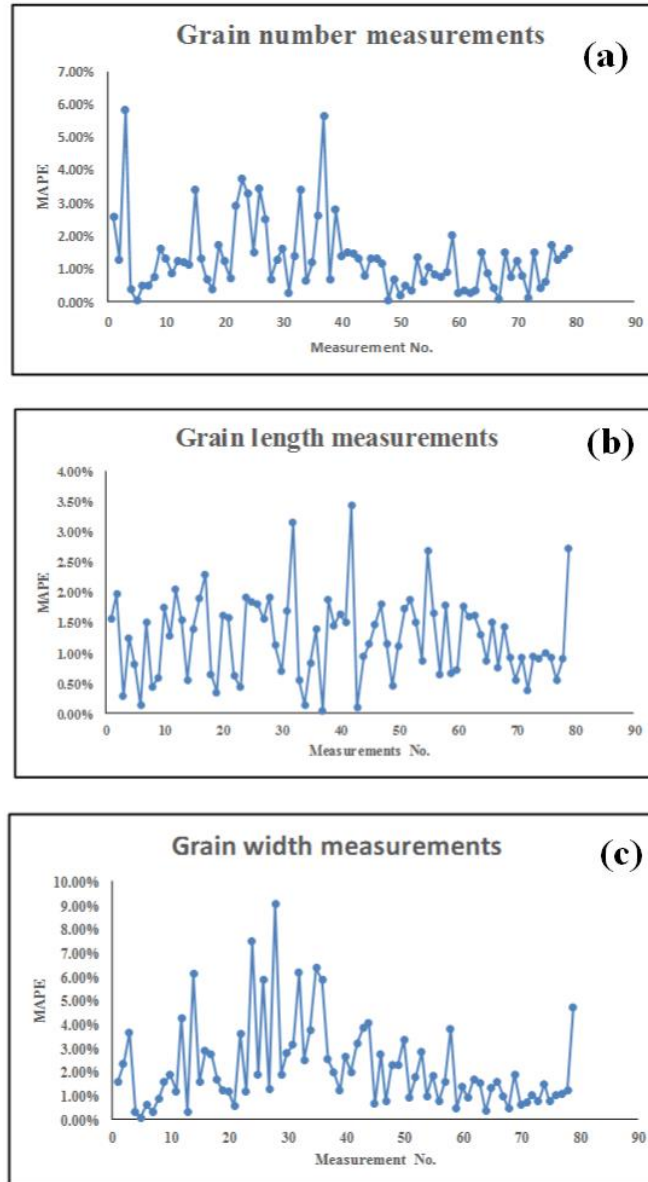 Grain number measurements
(a)
7.00%
6.00%
5.00%
4.00%
3.00%
2.00%
1.00%
0.00%
MAPE
0 10 20 30 40 50 60 70 80 90
Measurement No.
Grain length measurements
(b)
4.00%
3.50%
3.00%
2.50%
2.00%
1.50%
1.00%
0.50%
0.00%
MAPE
0 10 20 30 40 50 60 70 80 90
Measurements No.
Grain width measurements
(c)
10.00%
9.00%
8.00%
7.00%
6.00%
5.00%
4.00%
3.00%
2.00%
1.00%
0.00%
MAPE
0 10 20 30 40 50 60 70 80 90
Measurement No.